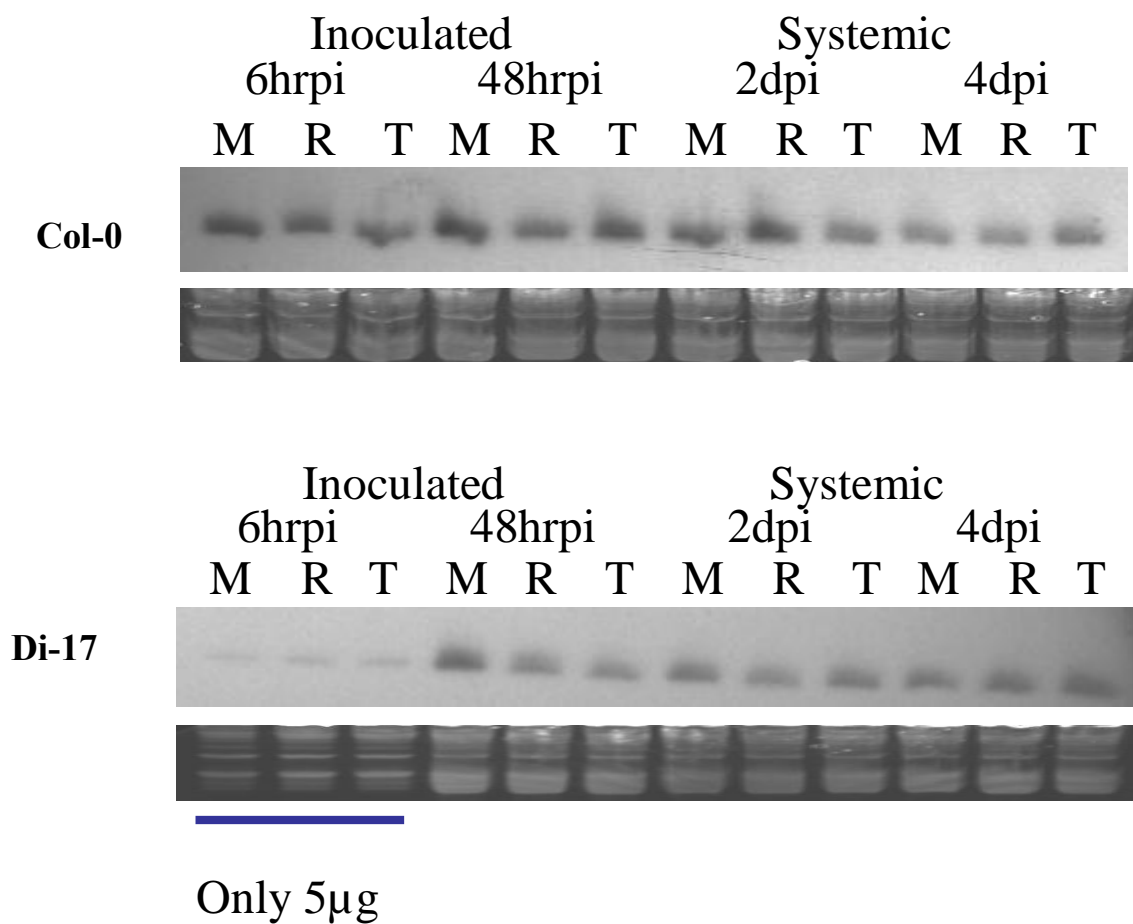 Inoculated Systemic
6hrpi 48hrpi 2dpi 4dpi
M R T M R T M R T M R T
Col-0
Inoculated Systemic
6hrpi 48hrpi 2dpi 4dpi
M R T M R T M R T M R T
Di-17
Only 5µg